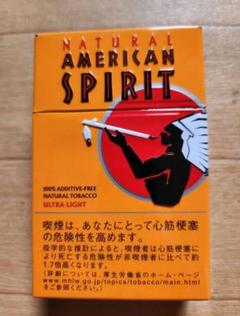 NATURAL
AMERICAN
SPIRIT
100% ADDITIVE-FREE
NATURAL TOBACCO
ULTRA LIGHT
喫煙は、あなたにとって心筋梗塞
の危険性を高めます。
疫学的な推計によると、喫煙者は心筋梗塞に
より死亡する危険性が非喫煙者に比べて約
1.7倍高くなります。
(詳細については、厚生労働省のホーム・ページ
www.mhlw.go.jp/topics/tobacco/main.html
をご参照ください。)